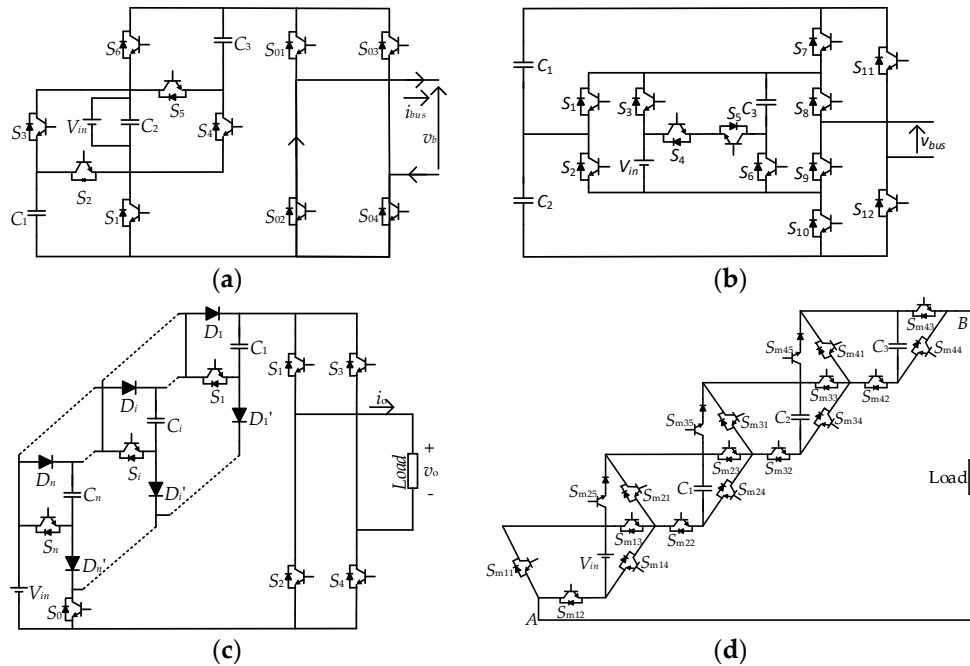 S6
C3
S01
S03
S5
ibus
S3
Vin
C2
S4
vb
S2
C1
S1
S02
S04
(a)
S7
C1
S11
S1
S3
C3
S8
S5
S4
vbus
S2
Vin
S6
S9
C2
S12
S10
(b)
D1
C1
S1
S1
S3
Di
io
Ci
D1'
+
Si
Load
vo
Dn
-
Cn
Di'
Sn
S2
S4
Dn'
Vin
S0
(c)
B
Sm43
Sm45
Sm41
C3
Sm44
Sm33
Sm42
Sm35
Sm31
C2
Sm34
Sm23
Sm32
Load
Sm25
Sm21
C1
Sm24
Sm13
Sm22
Sm11
Vin
Sm14
Sm12
A
(d)